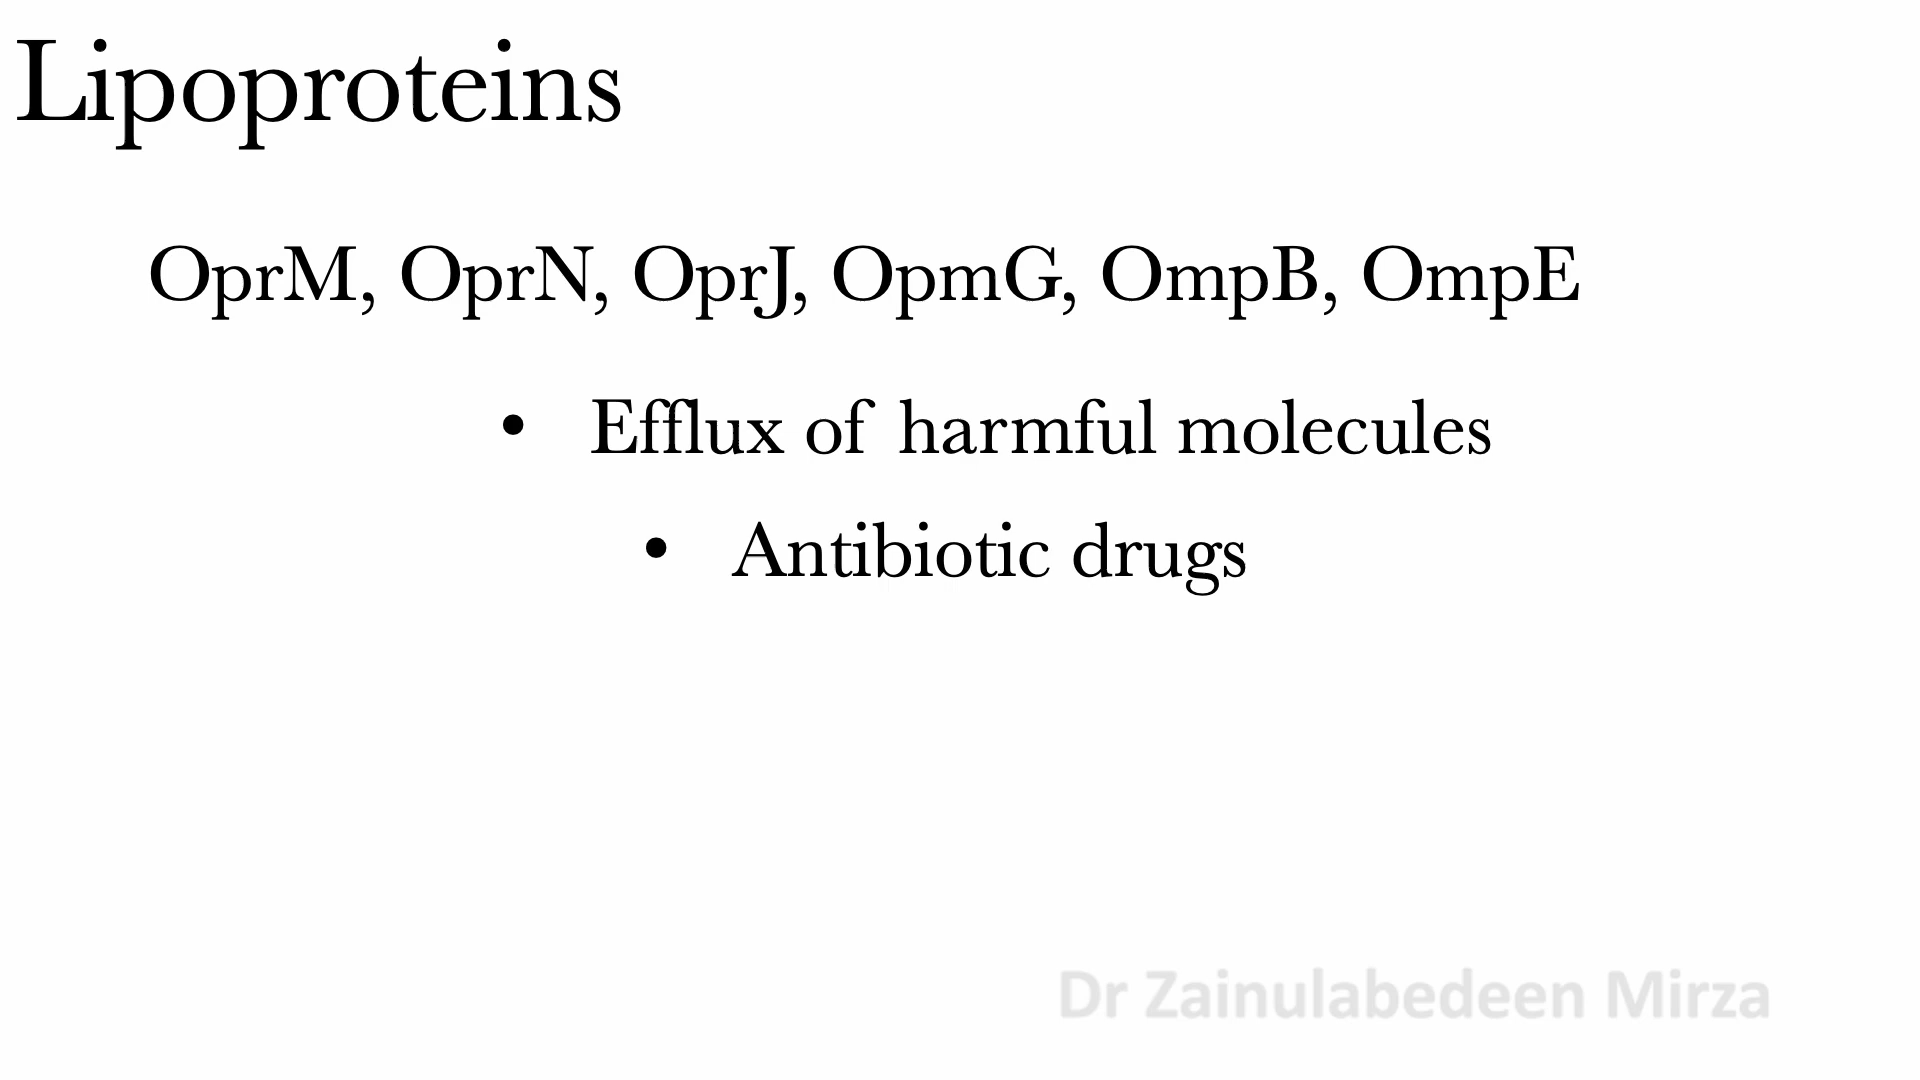 Lipoproteins
OprM, OprN, OprJ, OpmG, OmpB, OmpE
• Efflux of harmful molecules
• Antibiotic drugs
Dr Zainulabedeen Mirza